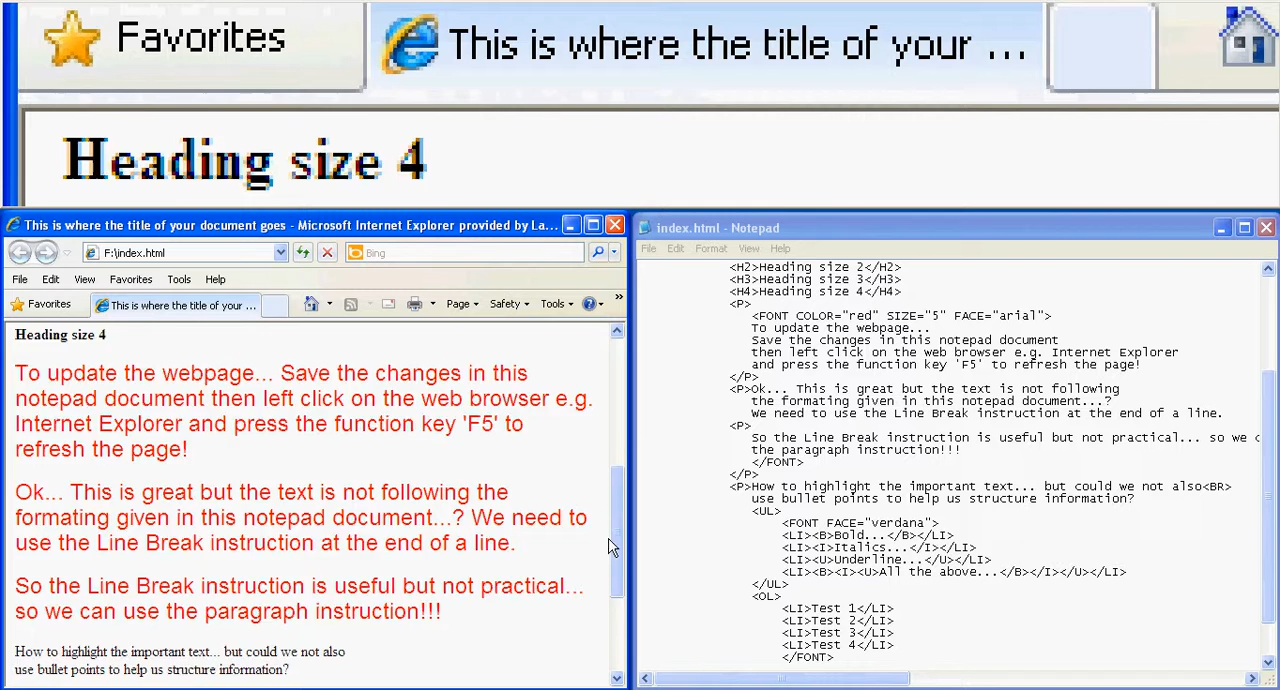 Favorites
This is where the title of your ...
Heading size 4
This is where the title of your document goes - Microsoft Internet Explorer provided by La...
F:\index.html
Bing
File Edit View Favorites Tools Help
Favorites
This is where the title of your ...
Page
Safety
Tools
»
Heading size 4
To update the webpage... Save the changes in this
notepad document then left click on the web browser e.g.
Internet Explorer and press the function key 'F5' to
refresh the page!
Ok... This is great but the text is not following the
formating given in this notepad document...? We need to
use the Line Break instruction at the end of a line.
So the Line Break instruction is useful but not practical...
so we can use the paragraph instruction!!!
How to highlight the important text... but could we not also
use bullet points to help us structure information?
index.html - Notepad
File Edit Format View Help
<H2>Heading size 2</H2>
<H3>Heading size 3</H3>
<H4>Heading size 4</H4>
<P>
<FONT COLOR="red" SIZE="5" FACE="arial">
To update the webpage...
Save the changes in this notepad document
then left click on the web browser e.g. Internet Explorer
and press the function key 'F5' to refresh the page!
</P>
<P>Ok... This is great but the text is not following
the formating given in this notepad document...?
We need to use the Line Break instruction at the end of a line.
<P>
So the Line Break instruction is useful but not practical... so we c
the paragraph instruction!!!
</FONT>
</P>
<P>How to highlight the important text... but could we not also<BR>
use bullet points to help us structure information?
<UL>
<FONT FACE="verdana">
<LI><B>Bold...</B></LI>
<LI><I>Italics...</I></LI>
<LI><U>Underline...</U></LI>
<LI><B><I><U>All the above...</B></I></U></LI>
</UL>
<OL>
<LI>Test 1</LI>
<LI>Test 2</LI>
<LI>Test 3</LI>
<LI>Test 4</LI>
</FONT>